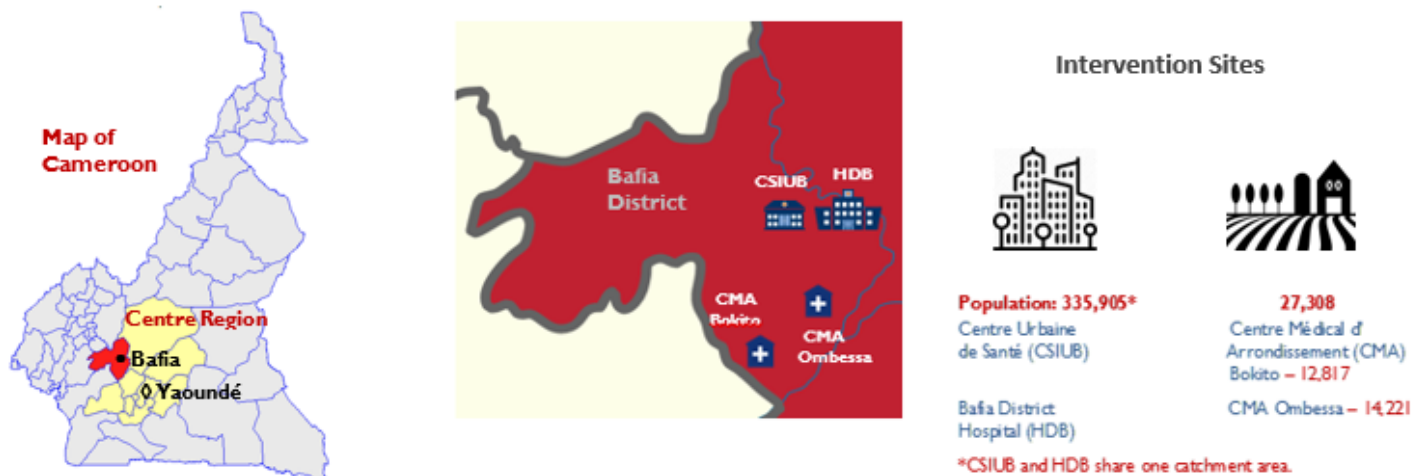 Map of
Cameroon
Centre Region
Bafia
Yaoundé
Bafia
District
CSIUB
HDB
CMA
Bokito
CMA
Ombessa
Intervention Sites
Population: 335,905*
Centre Urbaine
de Santé (CSIUB)
Bafia District
Hospital (HDB)
27,308
Centre Médical d'
Arrondissement (CMA)
Bokito – 12,817
CMA Ombessa – 14,221
*CSIUB and HDB share one catchment area.